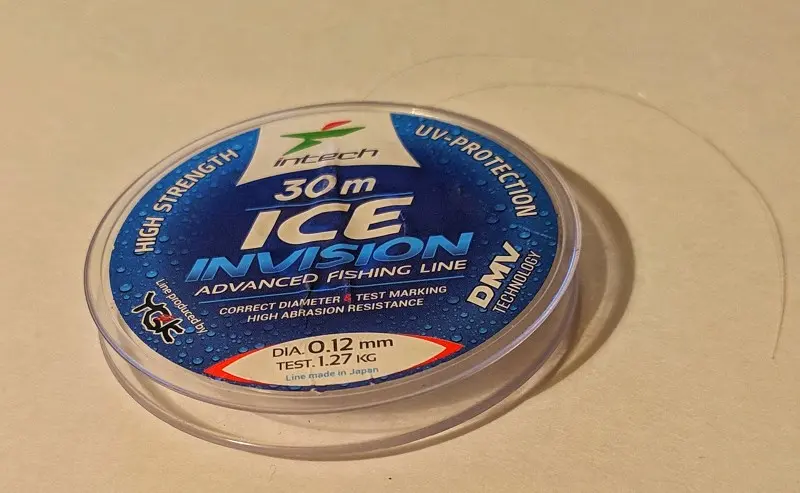 intech
HIGH STRENGTH
UV-PROTECTION
30m
ICE
INVISION
ADVANCED FISHING LINE
CORRECT DIAMETER & TEST MARKING
HIGH ABRASION RESISTANCE
DMV
TECHNOLOGY
Line produced by
YGK
DIA. 0.12 mm
TEST. 1.27 KG
Line made in Japan